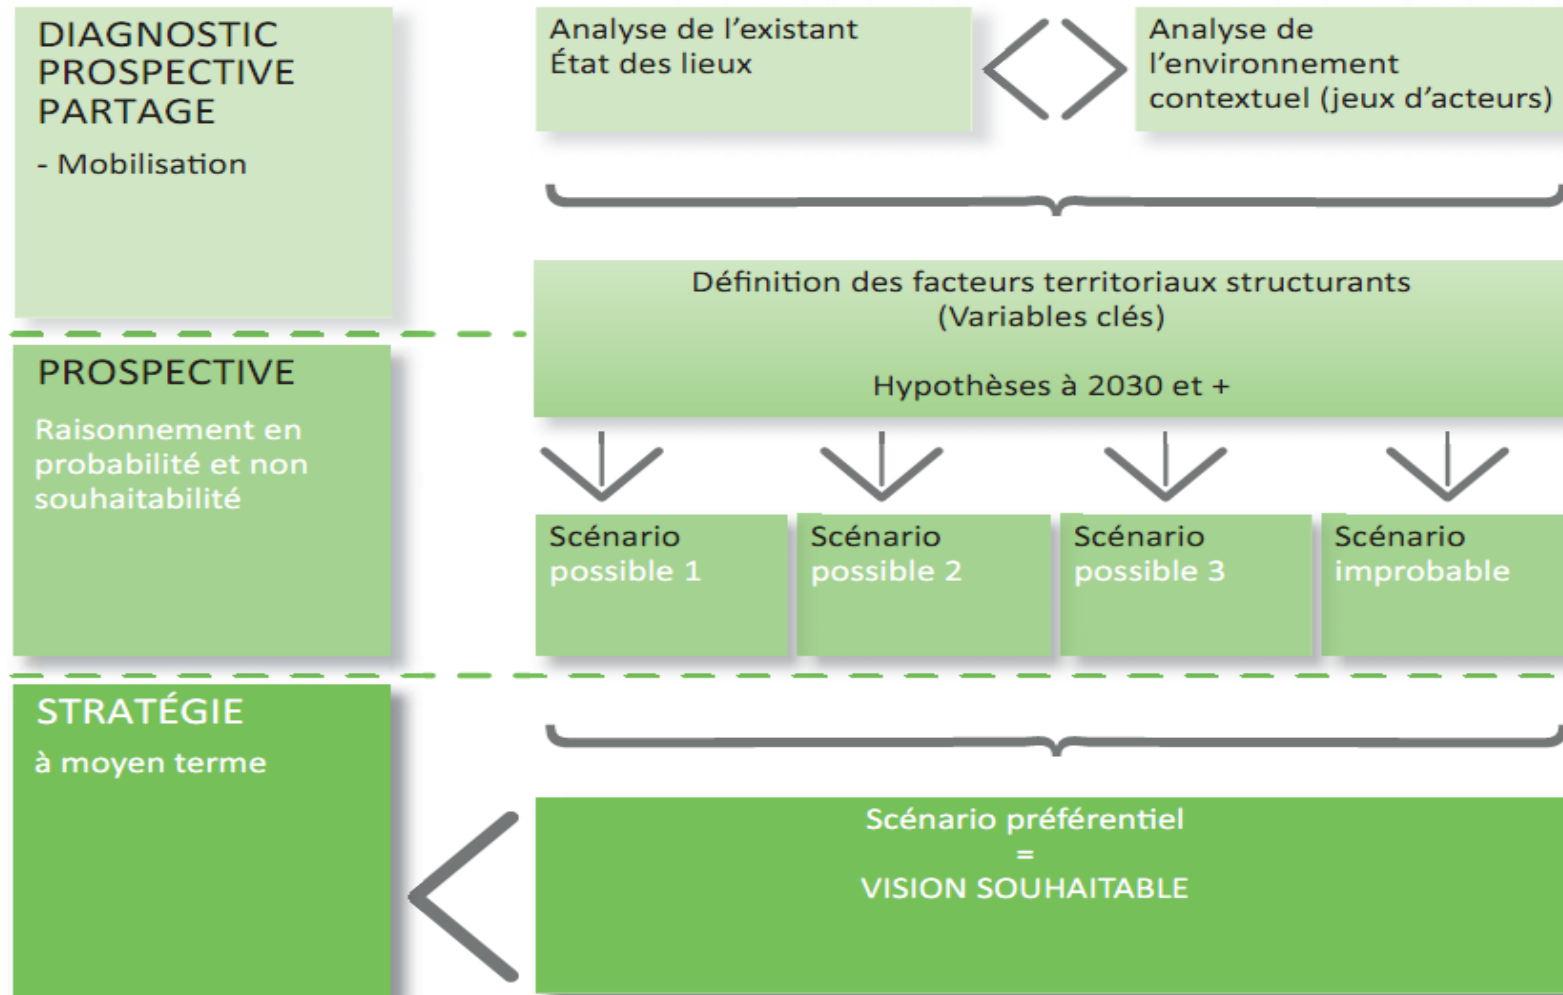 DIAGNOSTIC
PROSPECTIVE
PARTAGE
- Mobilisation
Analyse de l’existant
État des lieux
Analyse de
l’environnement
contextuel (jeux d’acteurs)
Définition des facteurs territoriaux structurants
(Variables clés)
Hypothèses à 2030 et +
PROSPECTIVE
Raisonnement en
probabilité et non
souhaitabilité
Scénario
possible 1
Scénario
possible 2
Scénario
possible 3
Scénario
improbable
STRATÉGIE
à moyen terme
Scénario préférentiel
=
VISION SOUHAITABLE